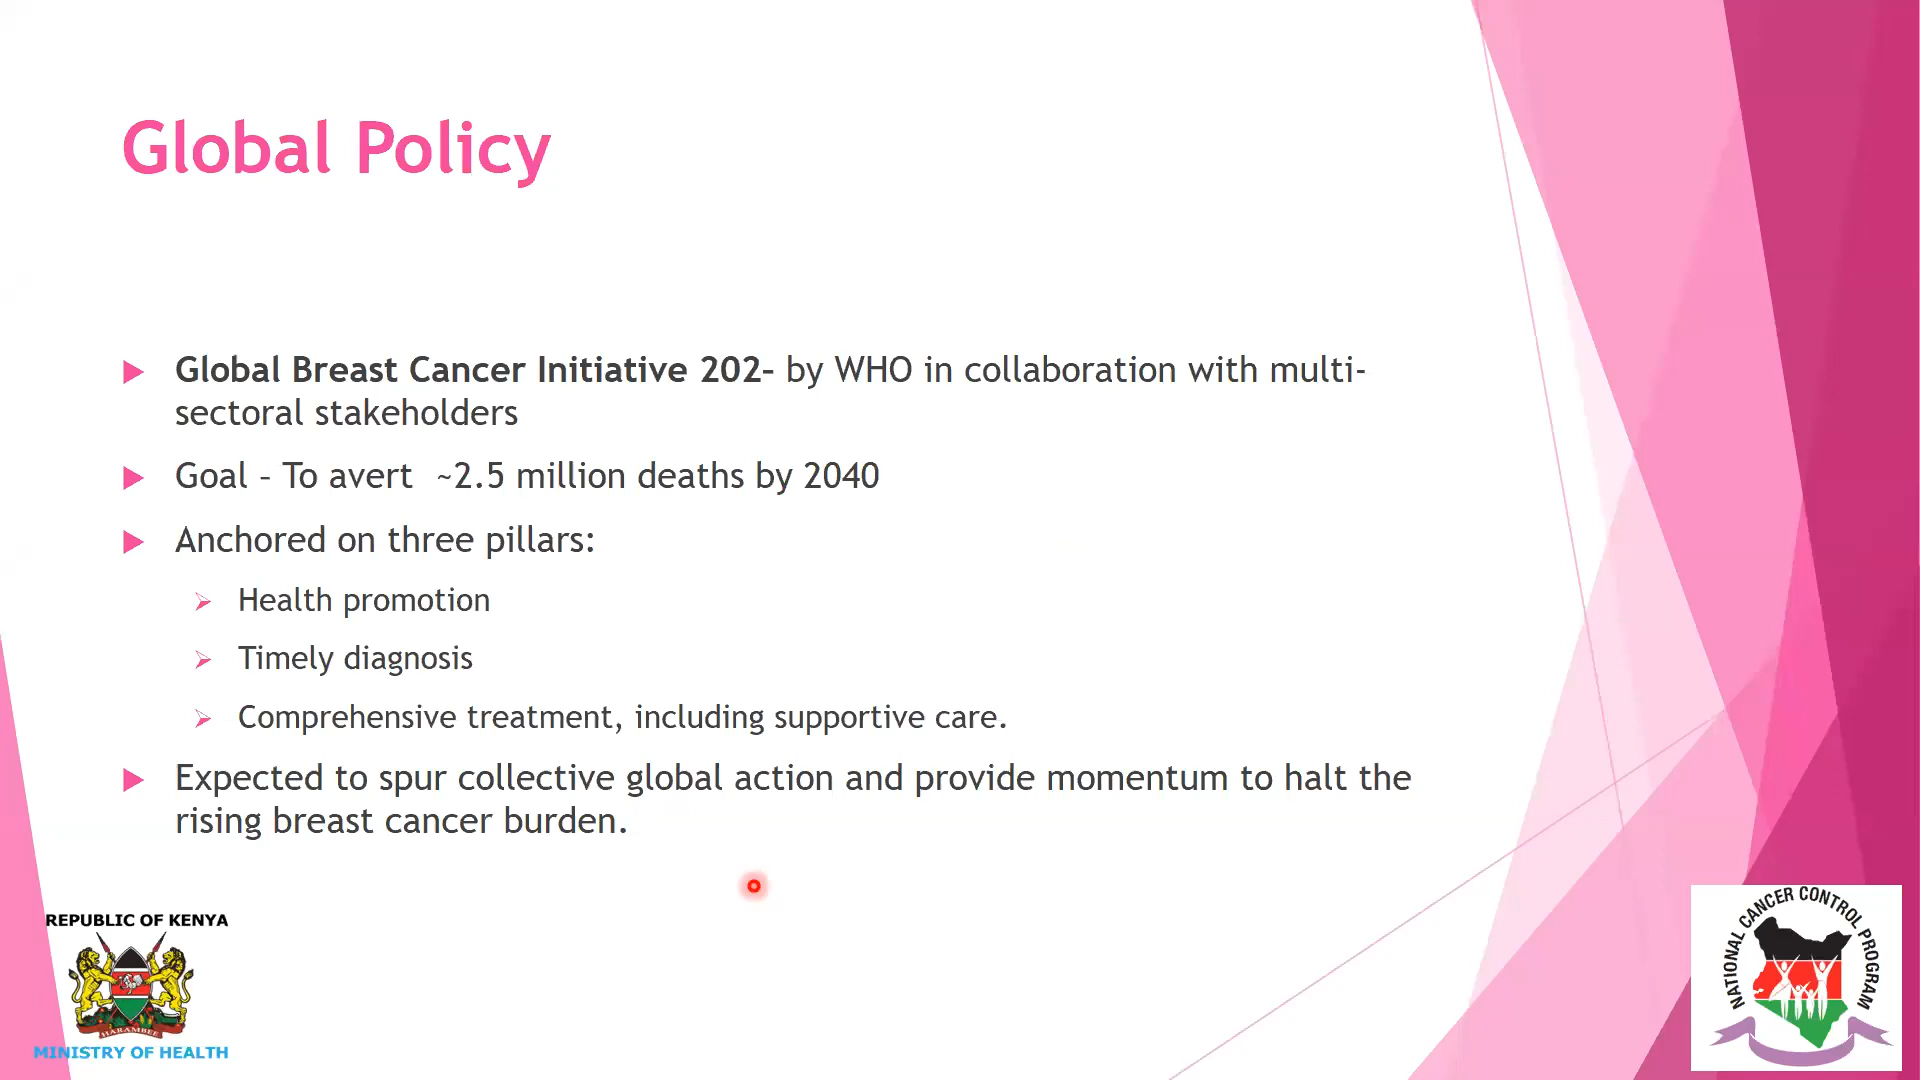 Global Policy
Global Breast Cancer Initiative 202– by WHO in collaboration with multi-
sectoral stakeholders
Goal – To avert  ~2.5 million deaths by 2040
Anchored on three pillars:
Health promotion
Timely diagnosis
Comprehensive treatment, including supportive care.
Expected to spur collective global action and provide momentum to halt the
rising breast cancer burden.
REPUBLIC OF KENYA
HARAMBEE
MINISTRY OF HEALTH
NATIONAL CANCER CONTROL PROGRAM